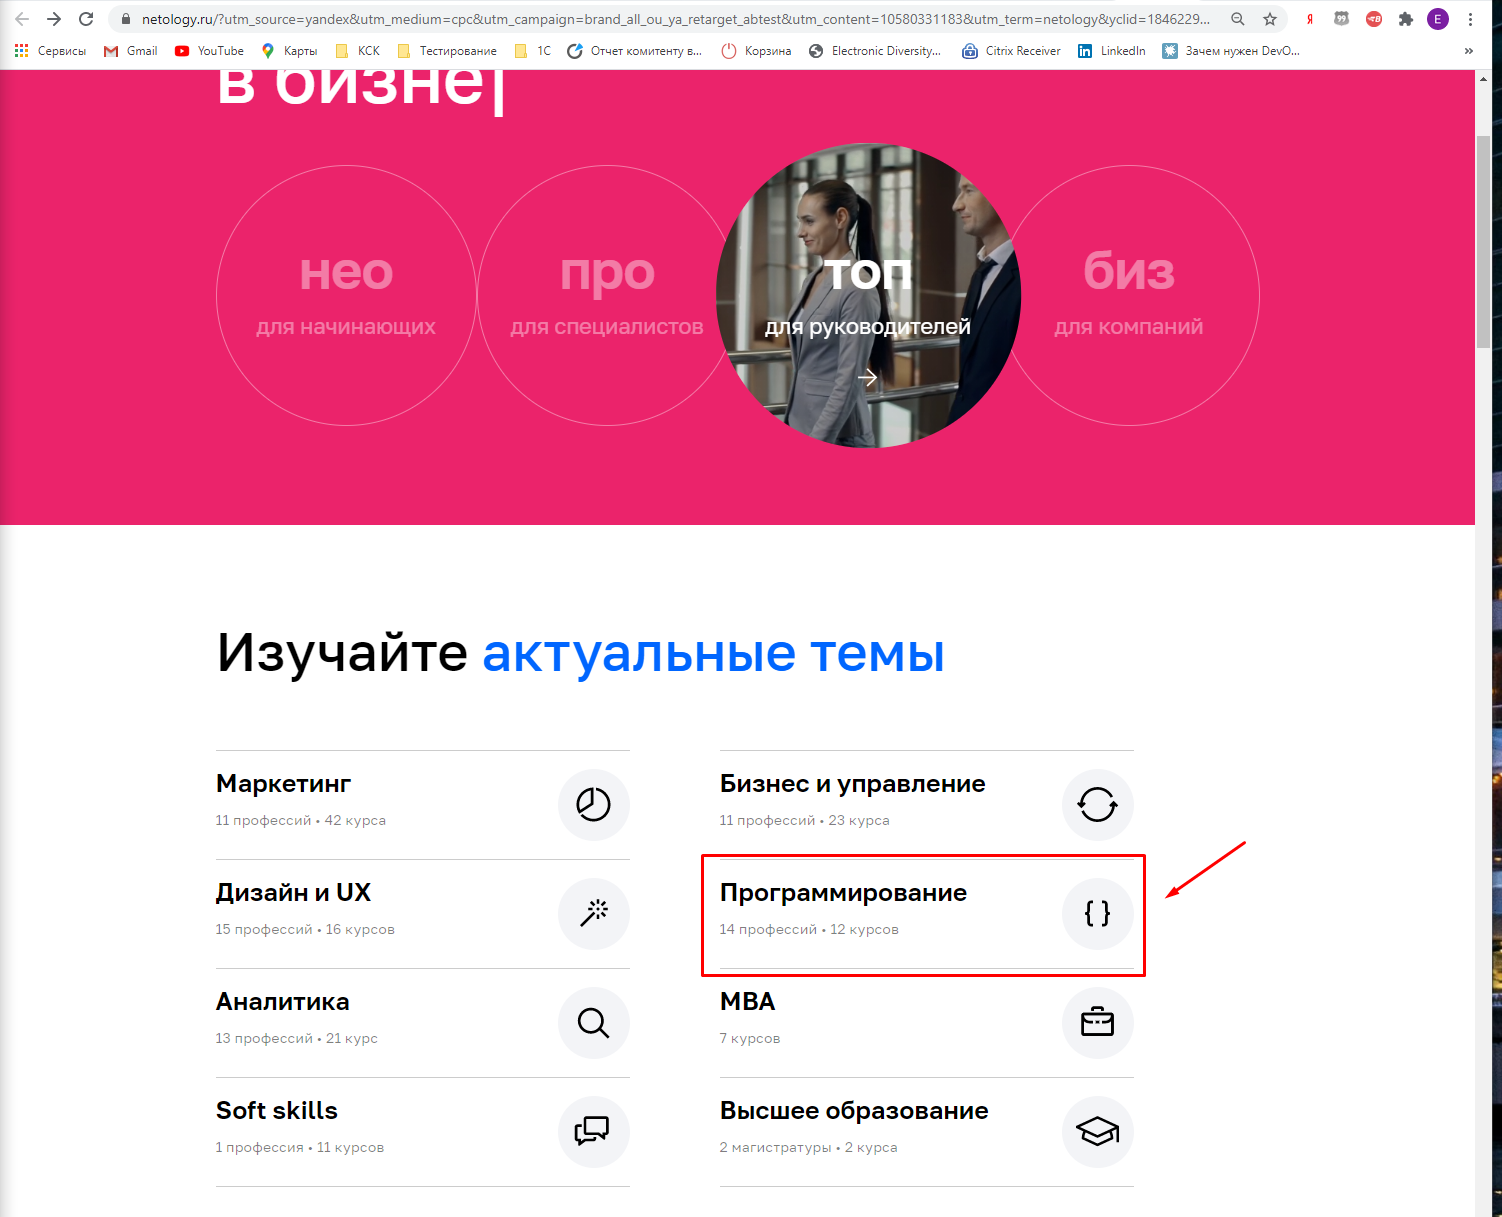 netology.ru/?utm_source=yandex&utm_medium=cpc&utm_campaign=brand_all_ou_ya_retarget_abtest&utm_content=10580331183&utm_term=netology&yclid=1846229...
Я
99
E
Сервисы Gmail YouTube Карты КСК Тестирование 1С Отчет комитенту в... Корзина Electronic Diversity... Citrix Receiver in LinkedIn Зачем нужен DevO... »
в бизне|
нео
для начинающих
про
для специалистов
топ
для руководителей
биз
для компаний
Изучайте актуальные темы
Маркетинг
11 профессий • 42 курса
Бизнес и управление
11 профессий • 23 курса
Дизайн и UX
15 профессий • 16 курсов
Программирование
14 профессий • 12 курсов
{ }
Аналитика
13 профессий • 21 курс
MBA
7 курсов
Soft skills
1 профессия • 11 курсов
Высшее образование
2 магистратуры • 2 курса